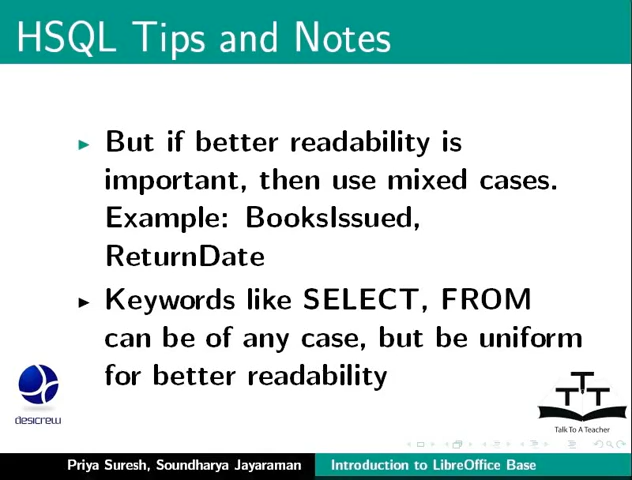 HSQL Tips and Notes
But if better readability is
important, then use mixed cases.
Example: BooksIssued,
ReturnDate
Keywords like SELECT, FROM
can be of any case, but be uniform
for better readability
desicrew
TTT
Talk To A Teacher
Priya Suresh, Soundharya Jayaraman
Introduction to LibreOffice Base